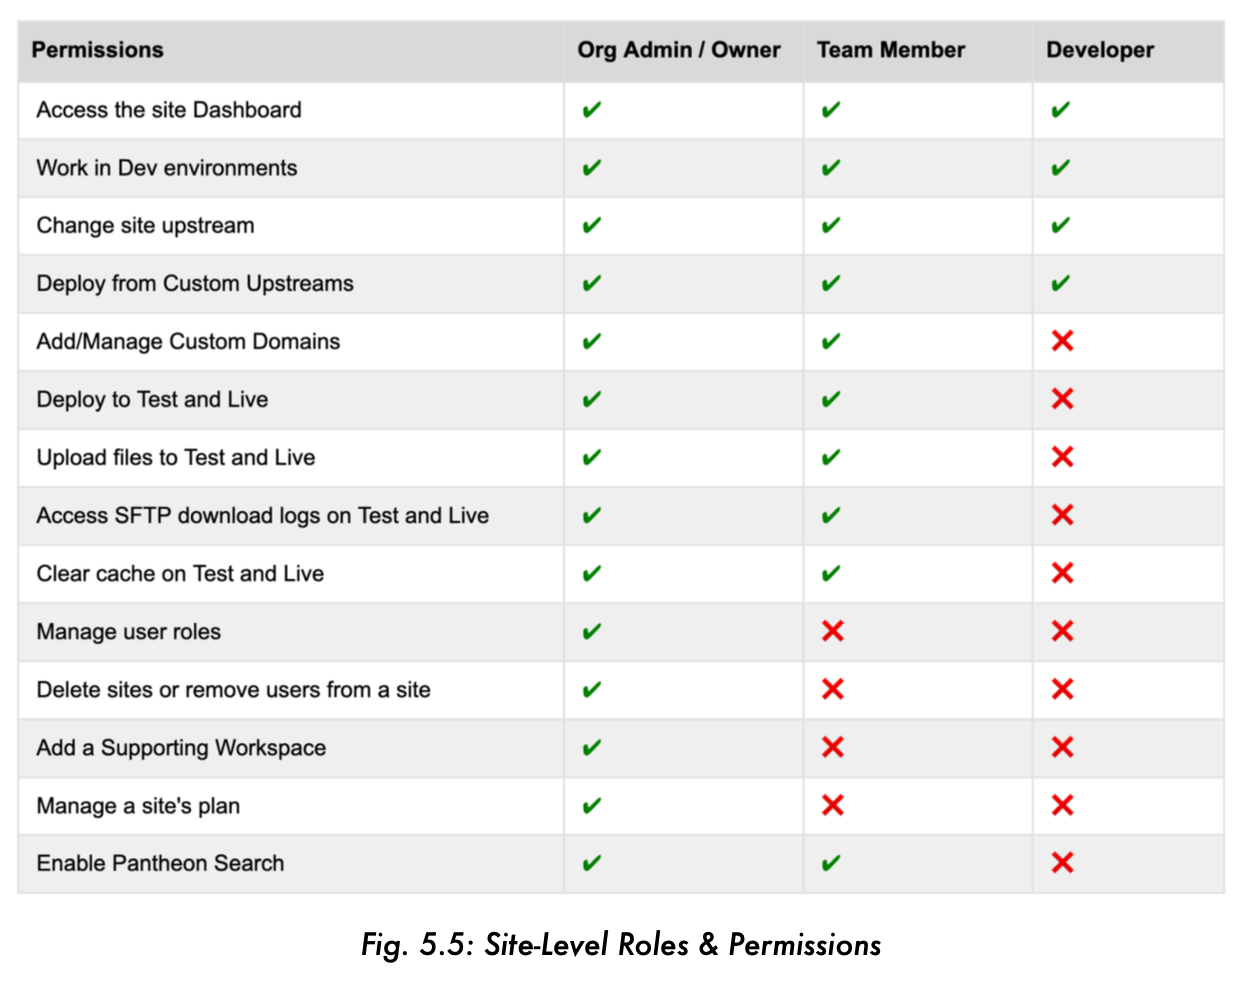 Permissions Org Admin / Owner Team Member Developer
Access the site Dashboard ✔ ✔ ✔
Work in Dev environments ✔ ✔ ✔
Change site upstream ✔ ✔ ✔
Deploy from Custom Upstreams ✔ ✔ ✔
Add/Manage Custom Domains ✔ ✔ ❌
Deploy to Test and Live ✔ ✔ ❌
Upload files to Test and Live ✔ ✔ ❌
Access SFTP download logs on Test and Live ✔ ✔ ❌
Clear cache on Test and Live ✔ ✔ ❌
Manage user roles ✔ ❌ ❌
Delete sites or remove users from a site ✔ ❌ ❌
Add a Supporting Workspace ✔ ❌ ❌
Manage a site's plan ✔ ❌ ❌
Enable Pantheon Search ✔ ✔ ❌
Fig. 5.5: Site-Level Roles & Permissions